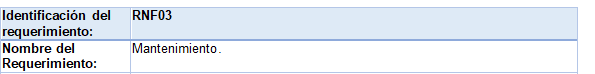 Identificación del RNF03
requerimiento:
Nombre del Mantenimiento.
Requerimiento: